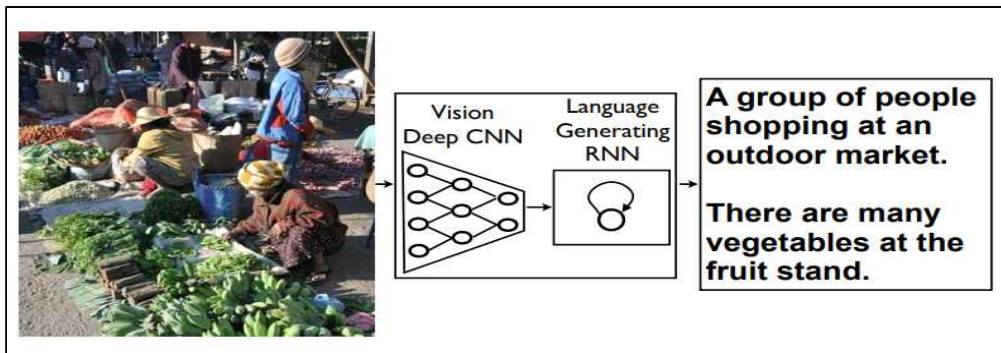 Vision
Deep CNN
Language
Generating
RNN
A group of people
shopping at an
outdoor market.
There are many
vegetables at the
fruit stand.